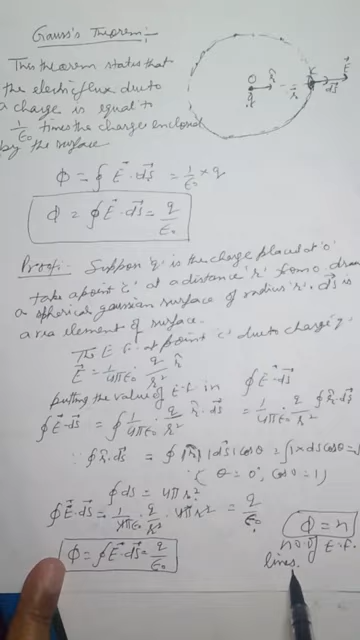 Gauss's Theorem:-
This theorem states that
the electric flux due to
a charge is equal to
1/ε₀ times the charge enclosed
by the surface
O r̂ r⃗ C E⃗ ds⃗
q
Φ = ∮ E⃗·ds⃗ = 1/ε₀ × q
Φ = ∮ E⃗·ds⃗ = q/ε₀
Proof:- Suppon 'q' is the charge placed at 'o'
take a point 'c' at a distance 'r' from o draw
a spherical gaussian surface of radius 'r'. ds⃗ is
area element of surface.
The E.F. at point 'c' due to charge 'q'
E⃗ = 1/4πε₀ · q/r² r̂
putting the value of E.F in ∮ E⃗·ds⃗
∮ E⃗·ds⃗ = ∮ 1/4πε₀ · q/r² r̂·ds⃗ = 1/4πε₀ · q/r² ∮ r̂·ds⃗
∵ ∮ r̂·ds⃗ = ∮ |r̂| |ds⃗| cosθ = ∫ 1×ds cosθ =
( θ = 0, cosθ = 1)
∮ ds = 4πr²
∮ E⃗·ds⃗ = 1/4πε₀ · q/r² · 4πr² = q/ε₀
Φ = ∮ E⃗·ds⃗ = q/ε₀
Φ = n
no. of E.F.
lines.